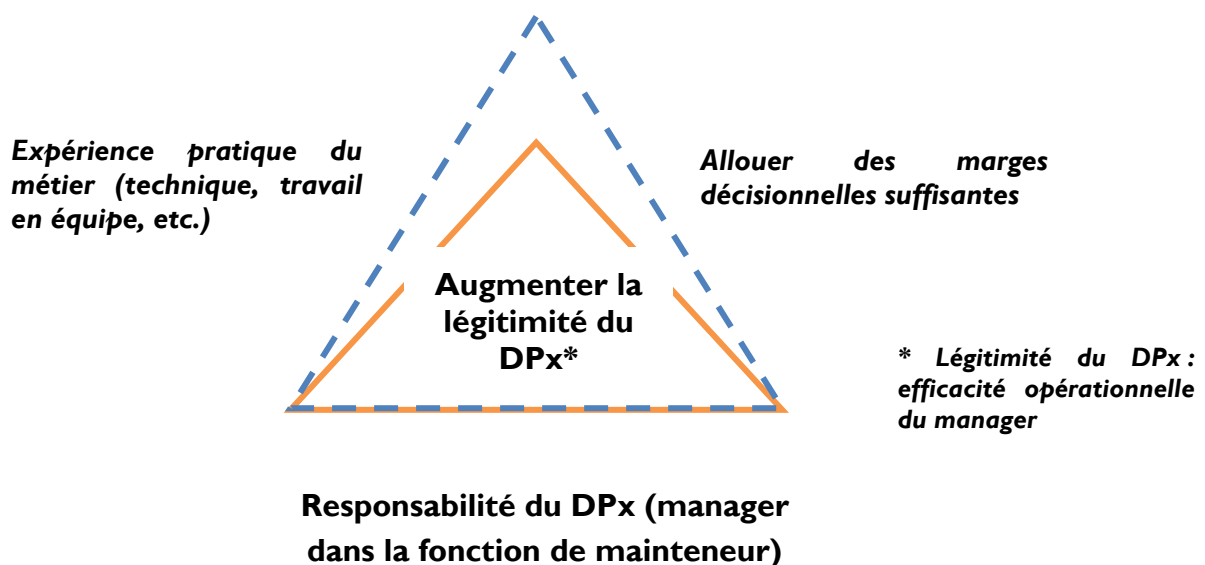 Expérience pratique du
métier (technique, travail
en équipe, etc.)
Allouer des marges
décisionnelles suffisantes
Augmenter la
légitimité du
DPx*
* Légitimité du DPx :
efficacité opérationnelle
du manager
Responsabilité du DPx (manager
dans la fonction de mainteneur)